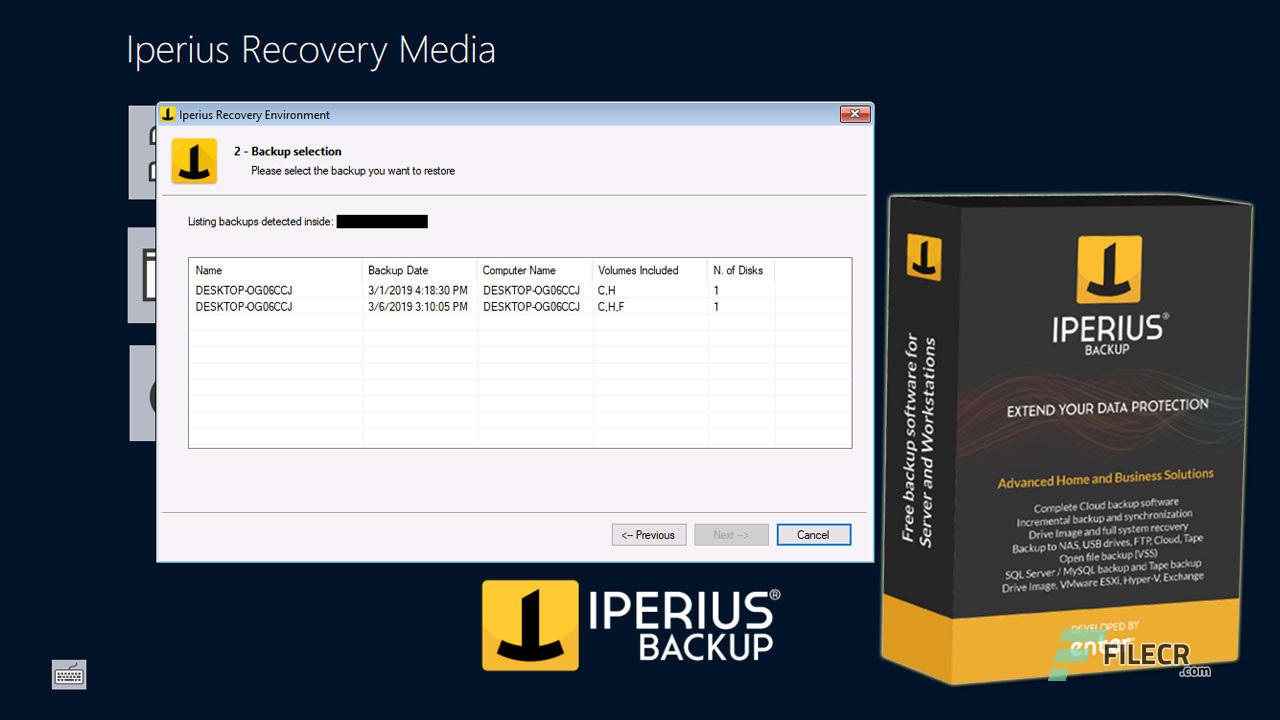 Iperius Recovery Media
Iperius Recovery Environment
2 - Backup selection
Please select the backup you want to restore
Listing backups detected inside:
Name Backup Date Computer Name Volumes Included N. of Disks
DESKTOP-OG06CCJ 3/1/2019 4:18:30 PM DESKTOP-OG06CCJ C,H 1
DESKTOP-OG06CCJ 3/6/2019 3:10:05 PM DESKTOP-OG06CCJ C,H,F 1
<-- Previous Next --> Cancel
IPERIUS®
BACKUP
Free backup software for
Server and Workstations
IPERIUS®
BACKUP
EXTEND YOUR DATA PROTECTION
Advanced Home and Business Solutions
Complete Cloud backup software
Incremental backup and synchronization
Drive Image and full system recovery
Backup to NAS, USB drives, FTP, Cloud, Tape
Open file backup (VSS)
SQL Server / MySQL backup and Tape backup
Drive Image, VMware ESXi, Hyper-V, Exchange
DEVELOPED BY
enter
FILECR
.com